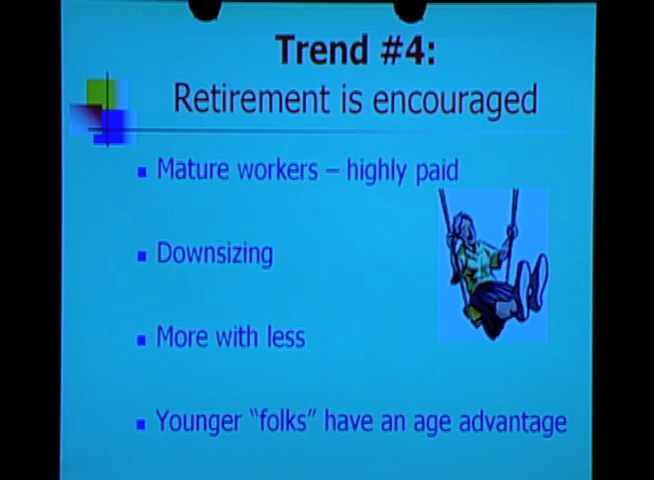 Trend #4:
Retirement is encouraged
Mature workers – highly paid
Downsizing
More with less
Younger “folks” have an age advantage